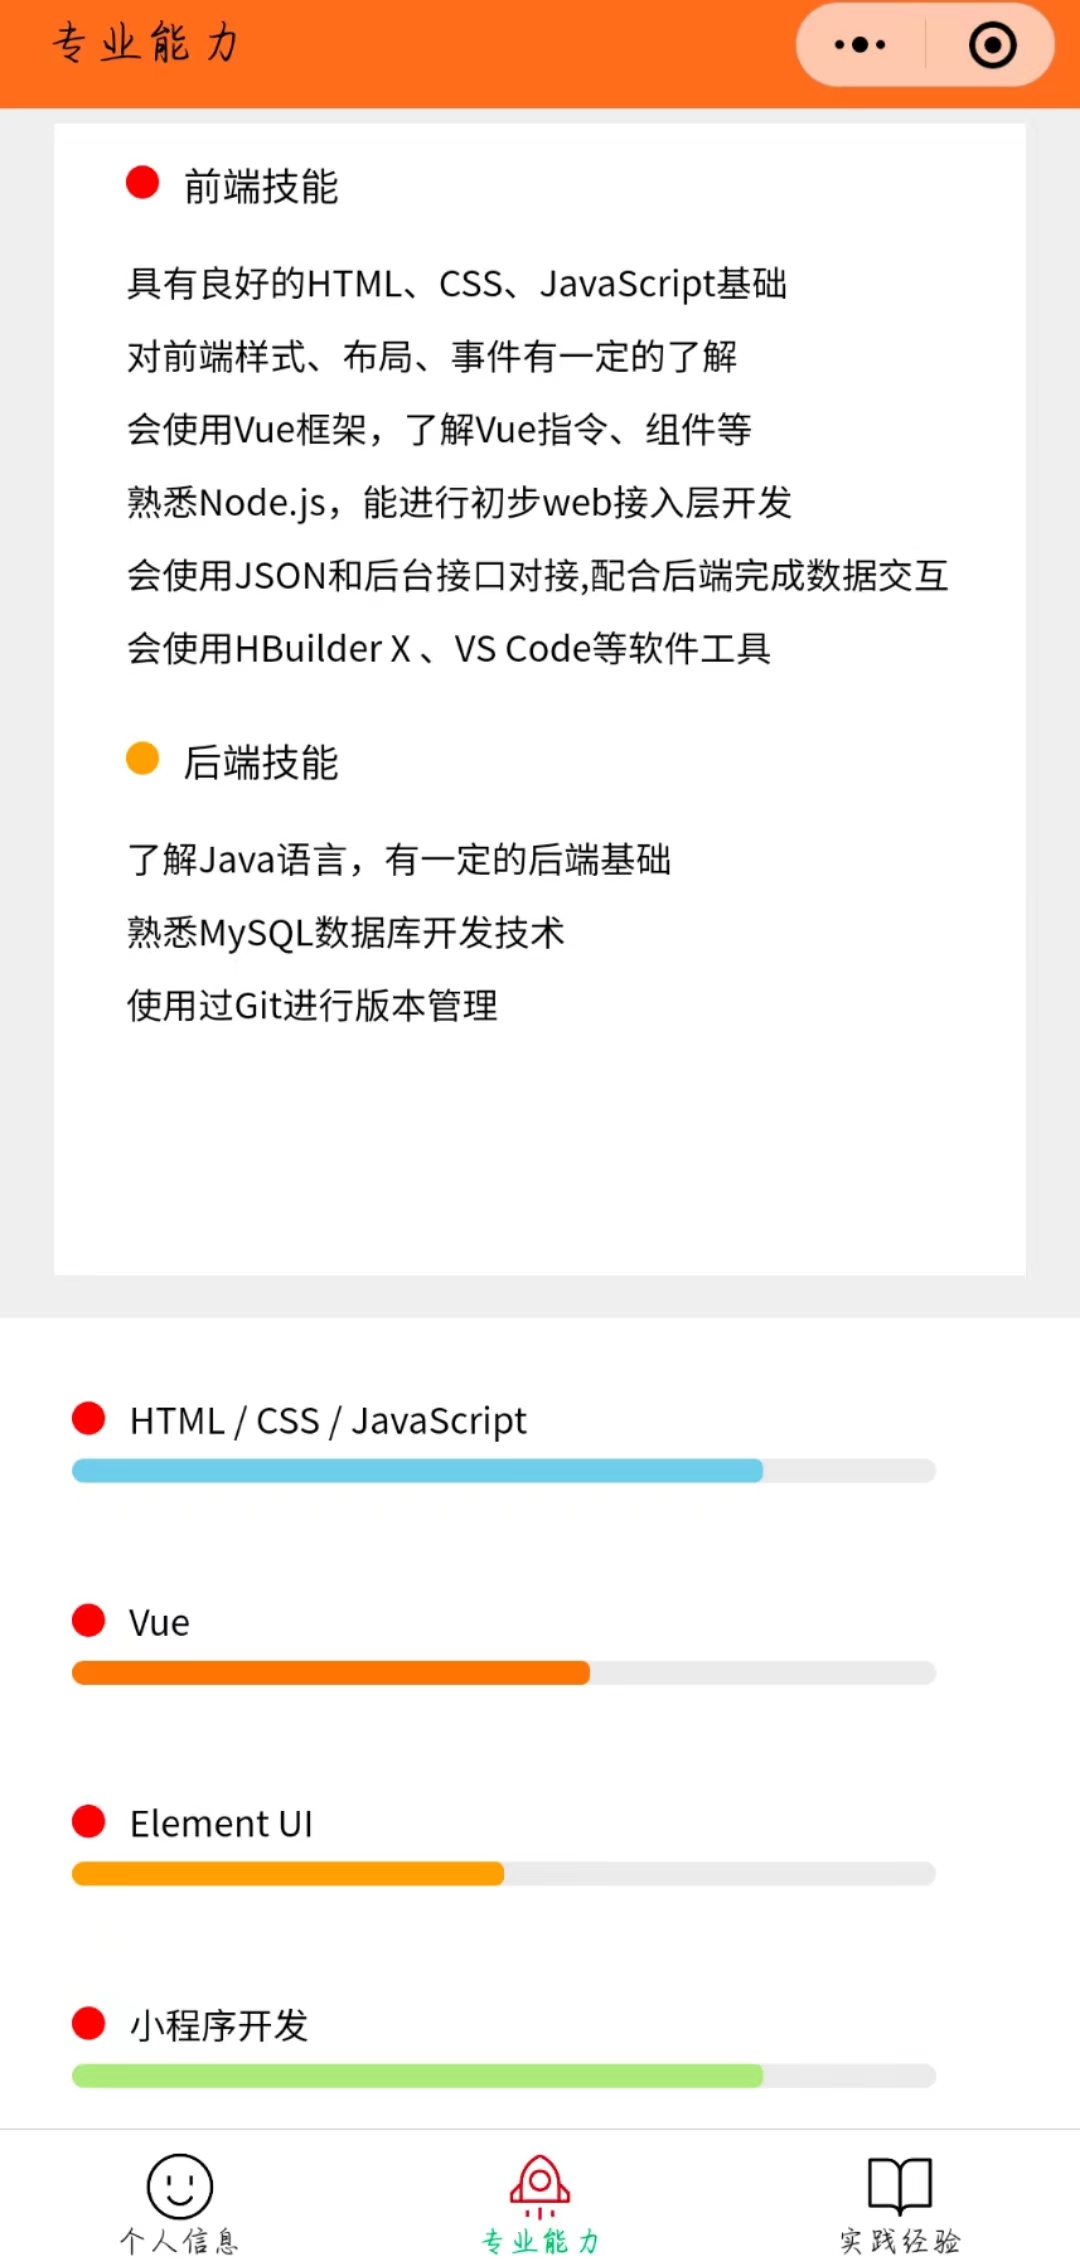 专业能力
前端技能
具有良好的HTML、CSS、JavaScript基础
对前端样式、布局、事件有一定的了解
会使用Vue框架，了解Vue指令、组件等
熟悉Node.js，能进行初步web接入层开发
会使用JSON和后台接口对接,配合后端完成数据交互
会使用HBuilder X 、VS Code等软件工具
后端技能
了解Java语言，有一定的后端基础
熟悉MySQL数据库开发技术
使用过Git进行版本管理
HTML / CSS / JavaScript
Vue
Element UI
小程序开发
个人信息
专业能力
实践经验